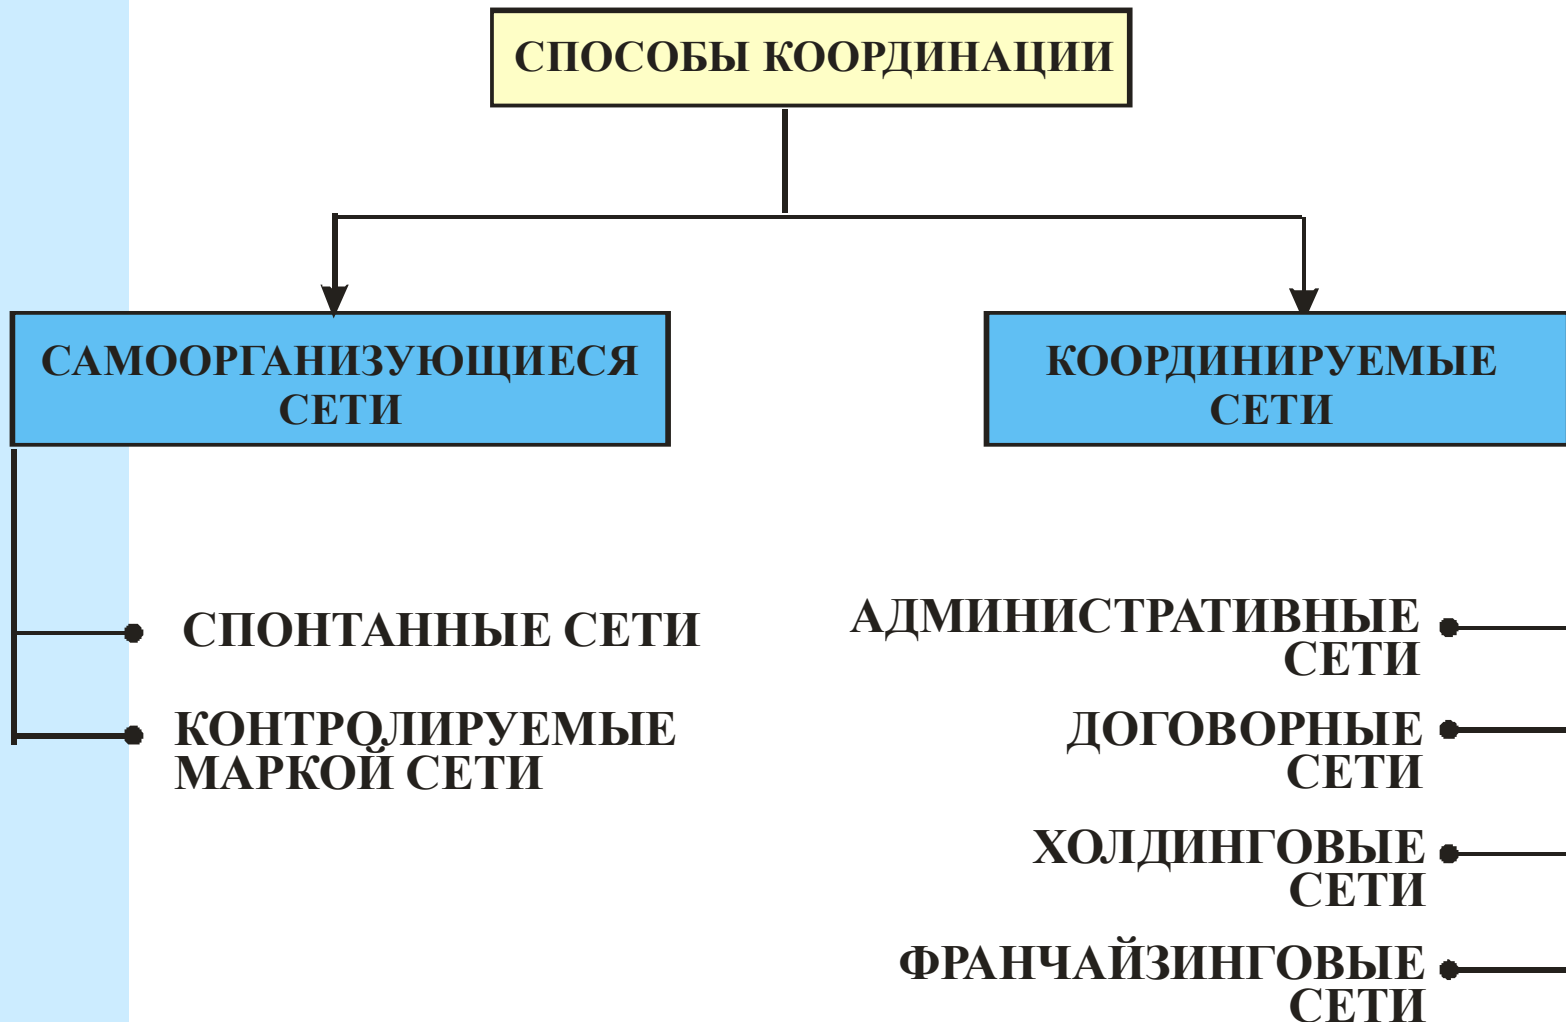 СПОСОБЫ КООРДИНАЦИИ
САМООРГАНИЗУЮЩИЕСЯ
СЕТИ
КООРДИНИРУЕМЫЕ
СЕТИ
СПОНТАННЫЕ СЕТИ
КОНТРОЛИРУЕМЫЕ
МАРКОЙ СЕТИ
АДМИНИСТРАТИВНЫЕ
СЕТИ
ДОГОВОРНЫЕ
СЕТИ
ХОЛДИНГОВЫЕ
СЕТИ
ФРАНЧАЙЗИНГОВЫЕ
СЕТИ